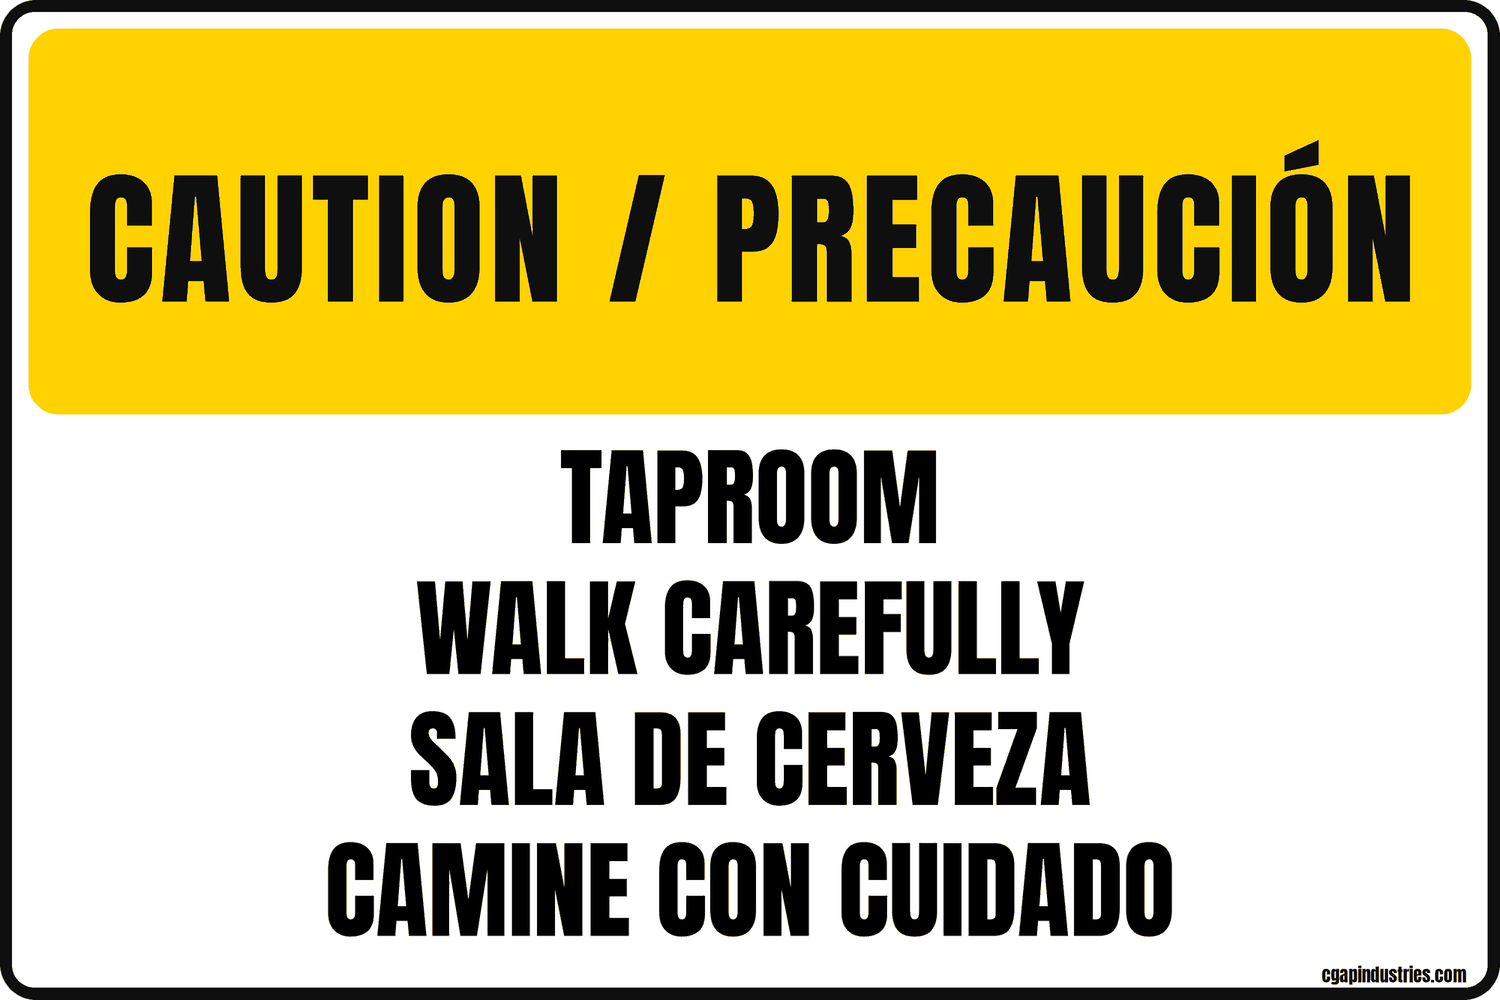 CAUTION / PRECAUCIÓN
TAPROOM
WALK CAREFULLY
SALA DE CERVEZA
CAMINE CON CUIDADO
cgapindustries.com